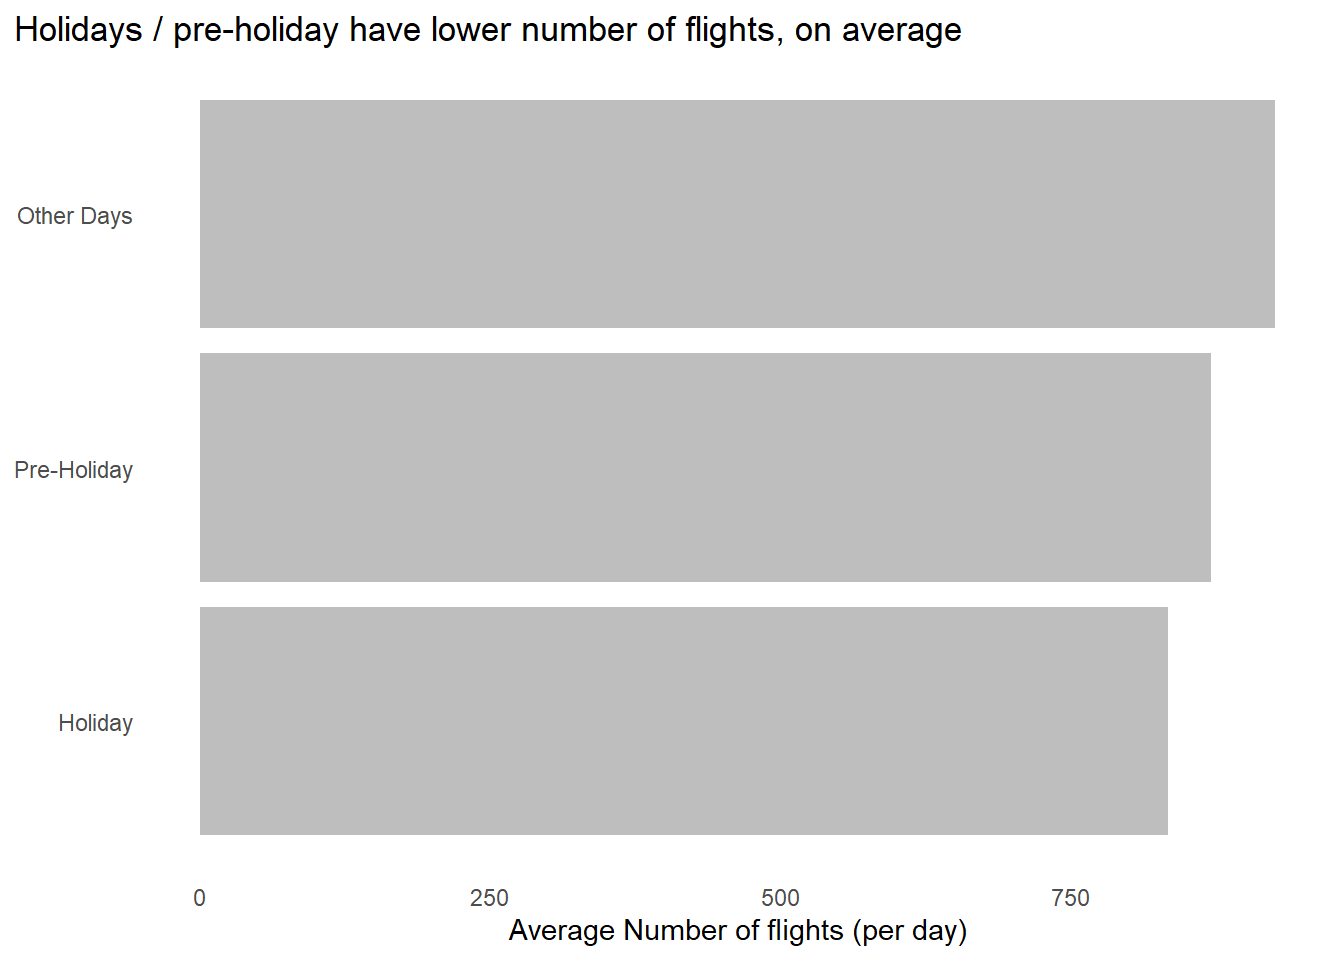 Holidays / pre-holiday have lower number of flights, on average
Other Days
Pre-Holiday
Holiday
0 250 500 750
Average Number of flights (per day)